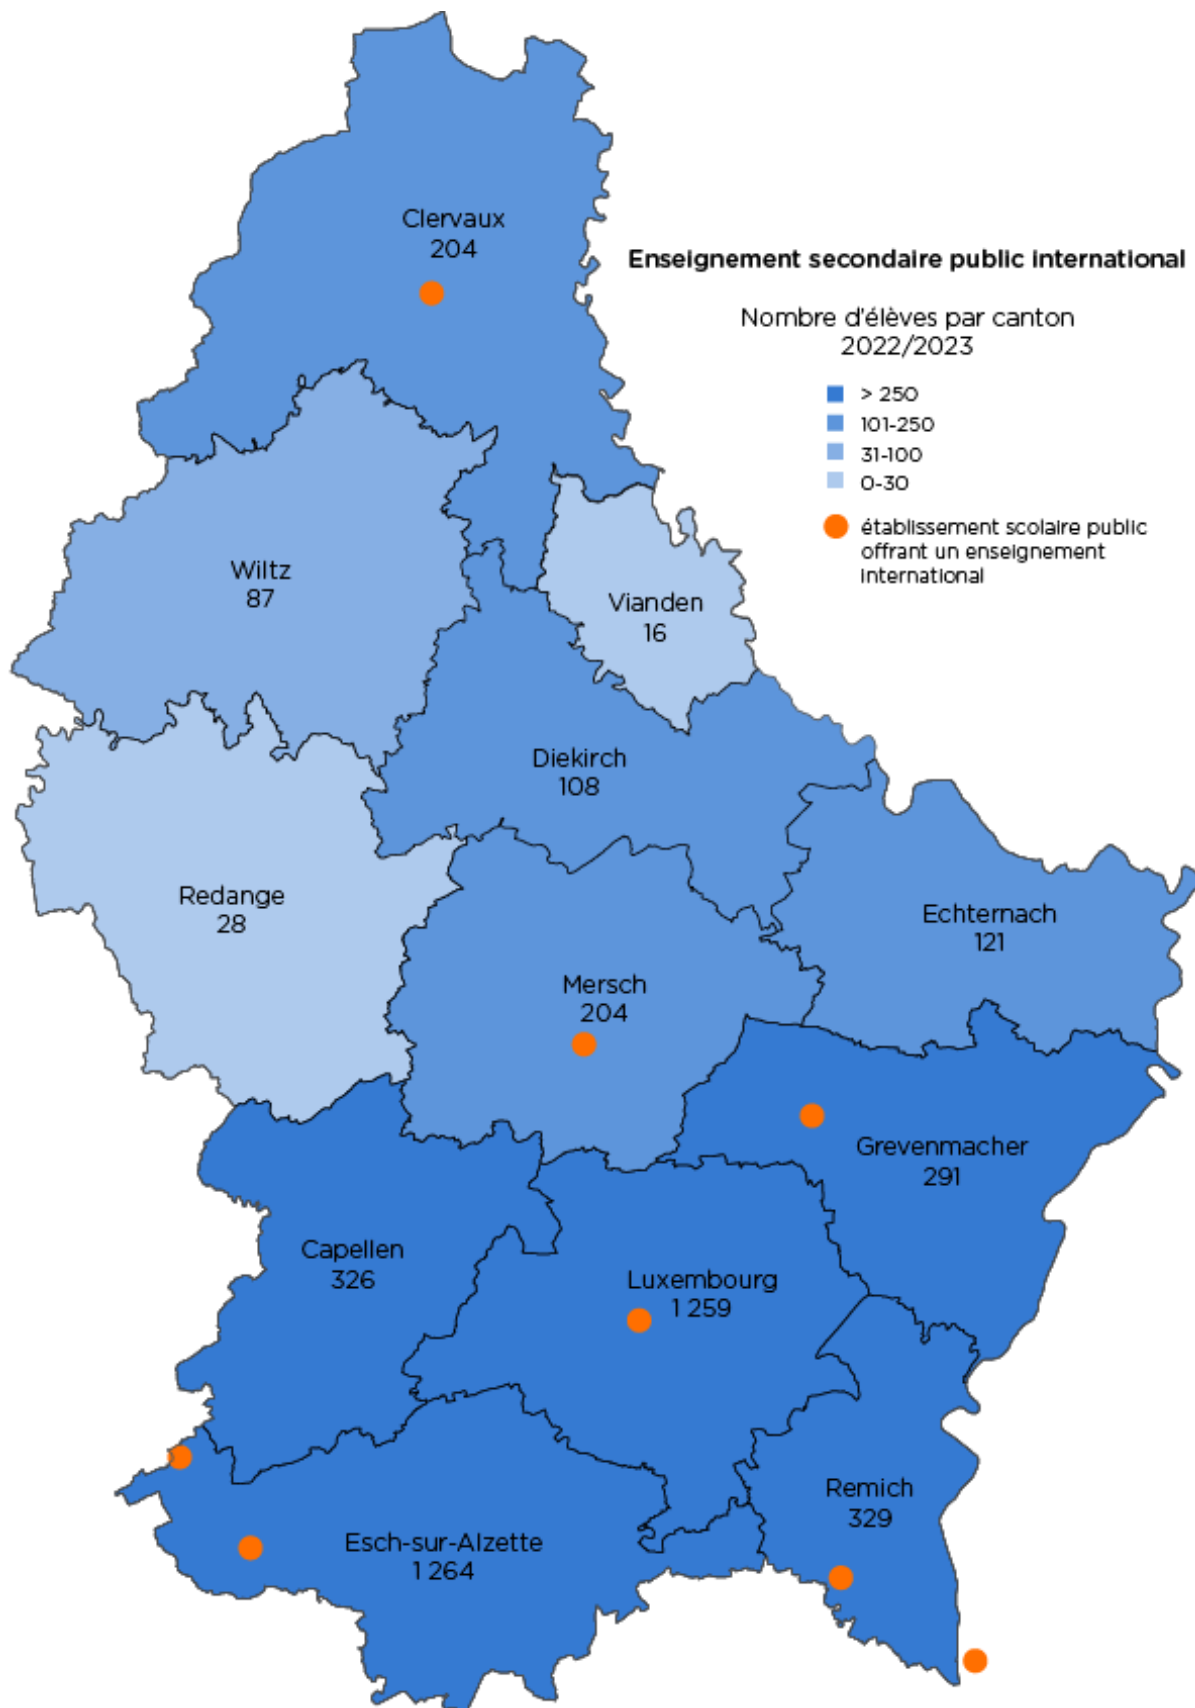 Clervaux
204
Enseignement secondaire public international
Nombre d'élèves par canton
2022/2023
> 250
101-250
31-100
0-30
établissement scolaire public
offrant un enseignement
international
Wiltz
87
Vianden
16
Diekirch
108
Redange
28
Echternach
121
Mersch
204
Grevenmacher
291
Capellen
326
Luxembourg
1 259
Remich
329
Esch-sur-Alzette
1 264